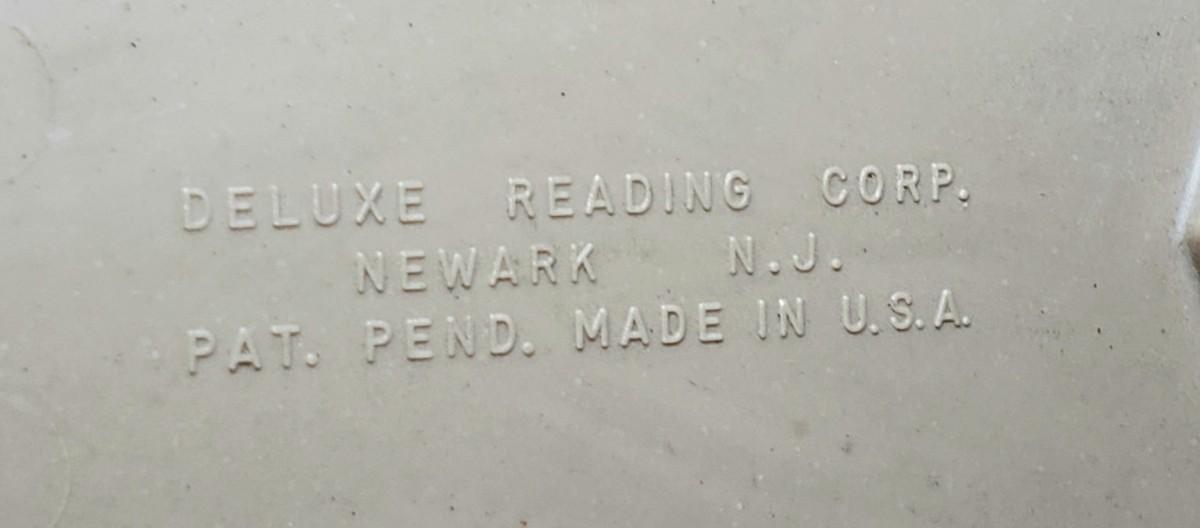 DELUXE READING CORP.
NEWARK N.J.
PAT. PEND. MADE IN U.S.A.